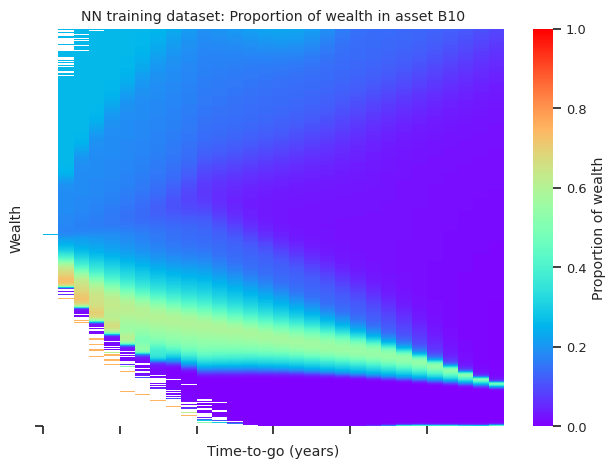 NN training dataset: Proportion of wealth in asset B10
Wealth
Time-to-go (years)
1.0
0.8
0.6
0.4
0.2
0.0
Proportion of wealth